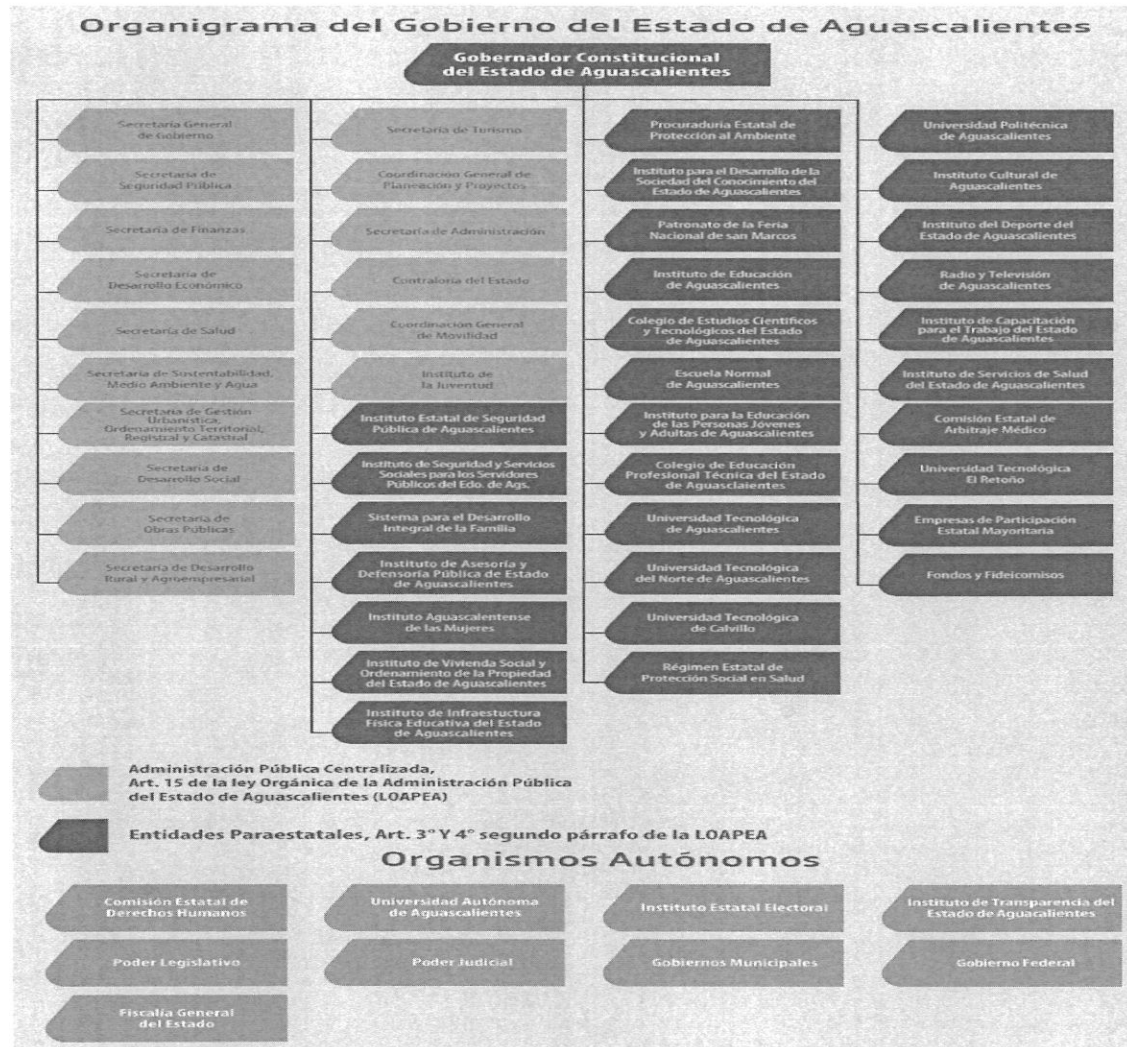 Organigrama del Gobierno del Estado de Aguascalientes
Gobernador Constitucional
del Estado de Aguascalientes
Secretaría General
de Gobierno
Secretaría de
Seguridad Pública
Secretaría de Finanzas
Secretaría de
Desarrollo Económico
Secretaría de Salud
Secretaría de Sustentabilidad,
Medio Ambiente y Agua
Secretaría de Gestión
Urbanística,
Ordenamiento Territorial,
Registral y Catastral
Secretaría de
Desarrollo Social
Secretaría de
Obras Públicas
Secretaría de Desarrollo
Rural y Agroempresarial
Secretaría de Turismo
Coordinación General de
Planeación y Proyectos
Secretaría de Administración
Contraloría del Estado
Coordinación General
de Movilidad
Instituto de
la Juventud
Instituto Estatal de Seguridad
Pública de Aguascalientes
Instituto de Seguridad y Servicios
Sociales para los Servidores
Públicos del Edo. de Ags.
Sistema para el Desarrollo
Integral de la Familia
Instituto de Asesoría y
Defensoría Pública de Estado
de Aguascalientes
Instituto Aguascalentense
de las Mujeres
Instituto de Vivienda Social y
Ordenamiento de la Propiedad
del Estado de Aguascalientes
Instituto de Infraestuctura
Física Educativa del Estado
de Aguascalientes
Procuraduría Estatal de
Protección al Ambiente
Instituto para el Desarrollo de la
Sociedad del Conocimiento del
Estado de Aguascalientes
Patronato de la Feria
Nacional de san Marcos
Instituto de Educación
de Aguascalientes
Colegio de Estudios Científicos
y Tecnológicos del Estado
de Aguascalientes
Escuela Normal
de Aguascalientes
Instituto para la Educación
de las Personas Jóvenes
y Adultas de Aguascalientes
Colegio de Educación
Profesional Técnica del Estado
de Aguasclaientes
Universidad Tecnológica
de Aguascalientes
Universidad Tecnológica
del Norte de Aguascalientes
Universidad Tecnológica
de Calvillo
Régimen Estatal de
Protección Social en Salud
Universidad Politécnica
de Aguascalientes
Instituto Cultural de
Aguascalientes
Instituto del Deporte del
Estado de Aguascalientes
Radio y Televisión
de Aguascalientes
Instituto de Capacitación
para el Trabajo del Estado
de Aguascalientes
Instituto de Servicios de Salud
del Estado de Aguascalientes
Comisión Estatal de
Arbitraje Médico
Universidad Tecnológica
El Retoño
Empresas de Participación
Estatal Mayoritaria
Fondos y Fideicomisos
Administración Pública Centralizada,
Art. 15 de la ley Orgánica de la Administración Pública
del Estado de Aguascalientes (LOAPEA)
Entidades Paraestatales, Art. 3° Y 4° segundo párrafo de la LOAPEA
Organismos Autónomos
Comisión Estatal de
Derechos Humanos
Universidad Autónoma
de Aguascalientes
Instituto Estatal Electoral
Instituto de Transparencia del
Estado de Aguacalientes
Poder Legislativo
Poder Judicial
Gobiernos Municipales
Gobierno Federal
Fiscalía General
del Estado